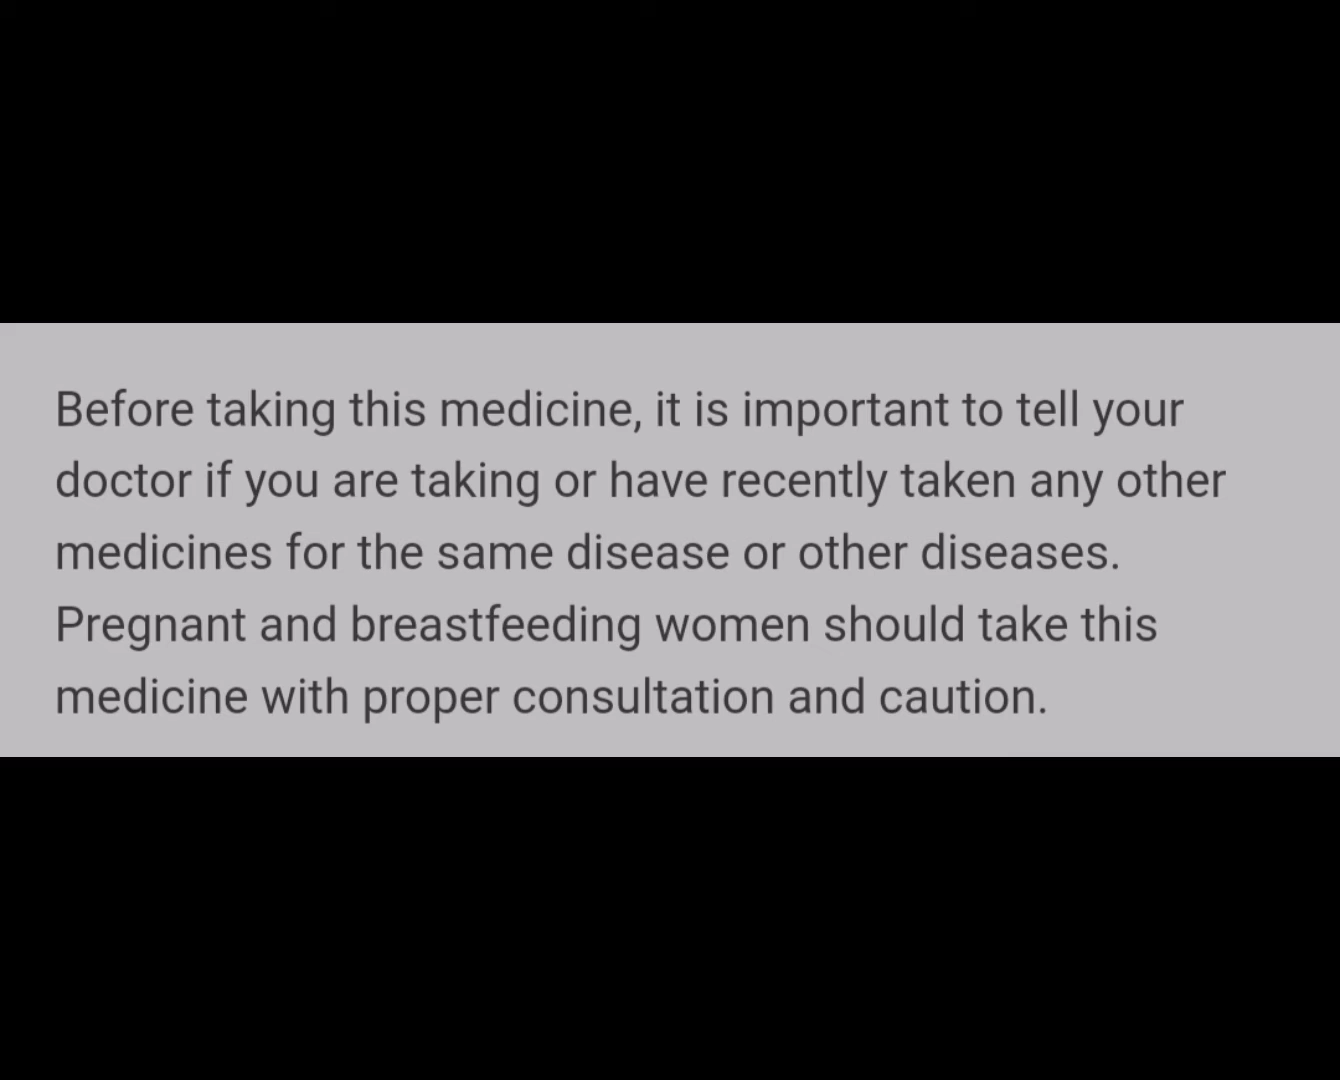 Before taking this medicine, it is important to tell your
doctor if you are taking or have recently taken any other
medicines for the same disease or other diseases.
Pregnant and breastfeeding women should take this
medicine with proper consultation and caution.